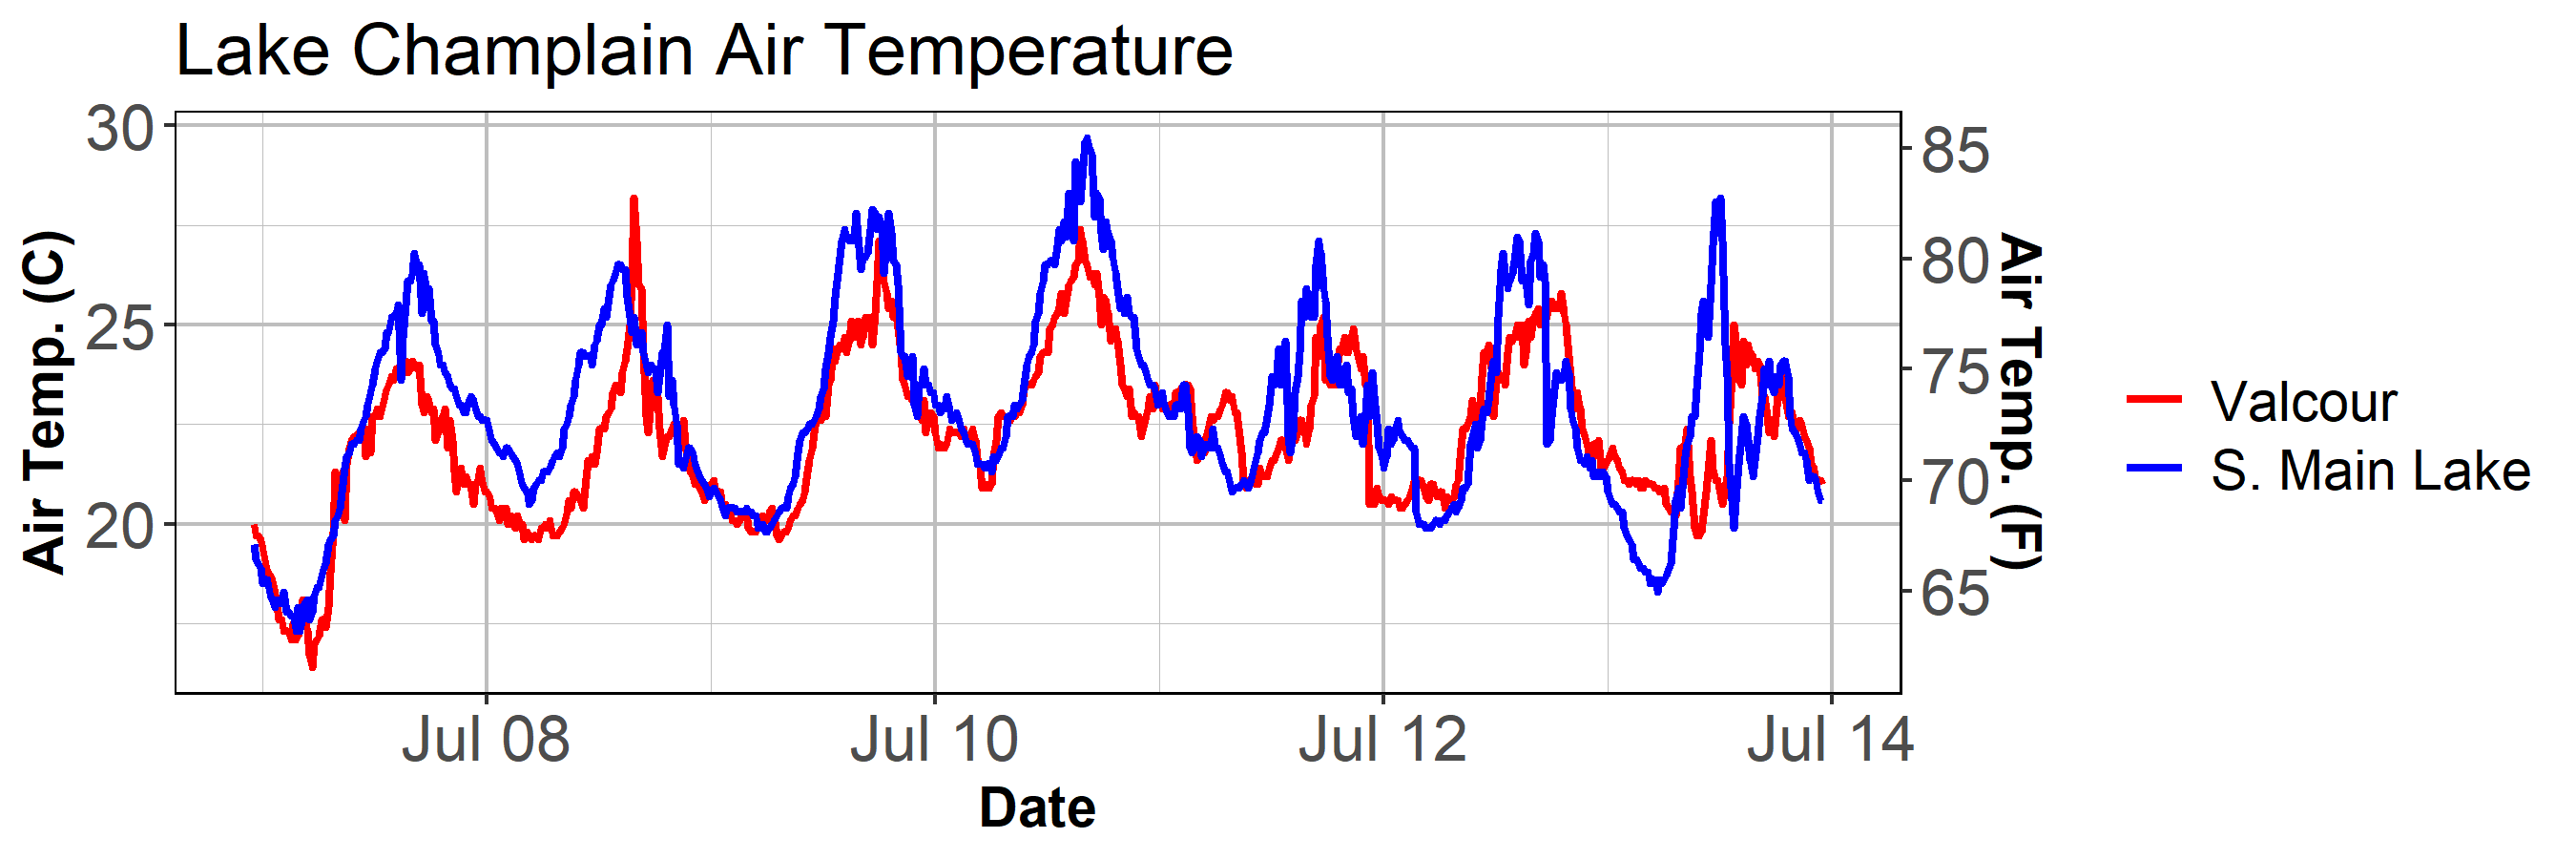 Lake Champlain Air Temperature
Air Temp. (C)
30
25
20
85
80
75
70
65
Air Temp. (F)
Jul 08
Jul 10
Jul 12
Jul 14
Date
Valcour
S. Main Lake